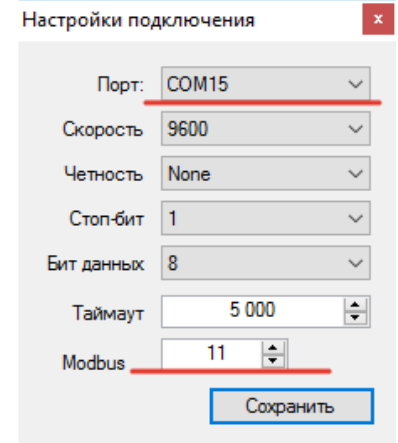 Настройки подключения x
Порт: COM15
Скорость 9600
Четность None
Стоп-бит 1
Бит данных 8
Таймаут 5 000
Modbus 11
Сохранить